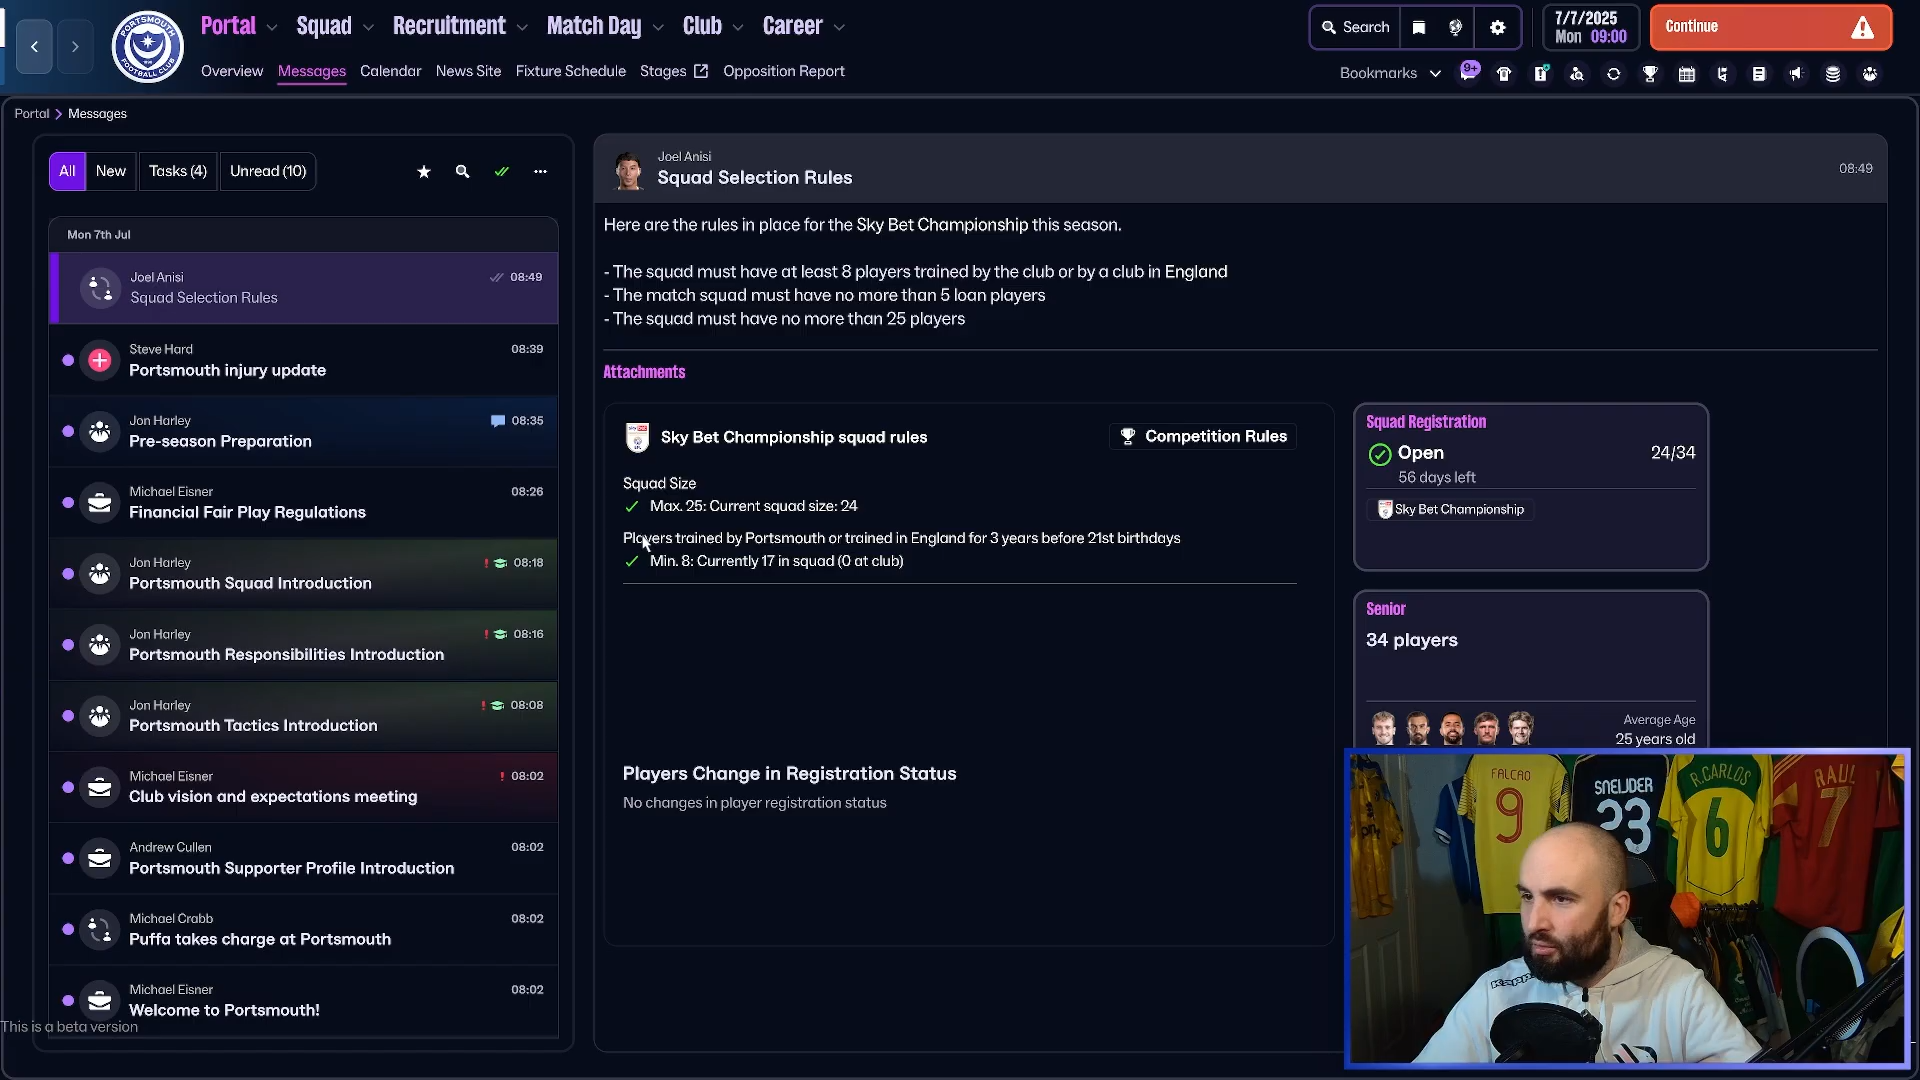 Portal
Squad
Recruitment
Match Day
Club
Career
Search
7/7/2025
Mon 09:00
Continue
Overview
Messages
Calendar
News Site
Fixture Schedule
Stages
Opposition Report
Bookmarks
9+
Portal > Messages
All
New
Tasks (4)
Unread (10)
Mon 7th Jul
Joel Anisi
08:49
Squad Selection Rules
Steve Hard
08:39
Portsmouth injury update
Jon Harley
08:35
Pre-season Preparation
Michael Eisner
08:26
Financial Fair Play Regulations
Jon Harley
08:18
Portsmouth Squad Introduction
Jon Harley
08:16
Portsmouth Responsibilities Introduction
Jon Harley
08:08
Portsmouth Tactics Introduction
Michael Eisner
08:02
Club vision and expectations meeting
Andrew Cullen
08:02
Portsmouth Supporter Profile Introduction
Michael Crabb
08:02
Puffa takes charge at Portsmouth
Michael Eisner
08:02
Welcome to Portsmouth!
This is a beta version
Joel Anisi
Squad Selection Rules
08:49
Here are the rules in place for the Sky Bet Championship this season.
- The squad must have at least 8 players trained by the club or by a club in England
- The match squad must have no more than 5 loan players
- The squad must have no more than 25 players
Attachments
Sky Bet Championship squad rules
Competition Rules
Squad Size
Max. 25: Current squad size: 24
Players trained by Portsmouth or trained in England for 3 years before 21st birthdays
Min. 8: Currently 17 in squad (0 at club)
Players Change in Registration Status
No changes in player registration status
Squad Registration
Open
24/34
56 days left
Sky Bet Championship
Senior
34 players
Average Age
25 years old
FALCAO
9
SNEIJDER
23
R.CARLOS
6
RAUL
7
Kappa